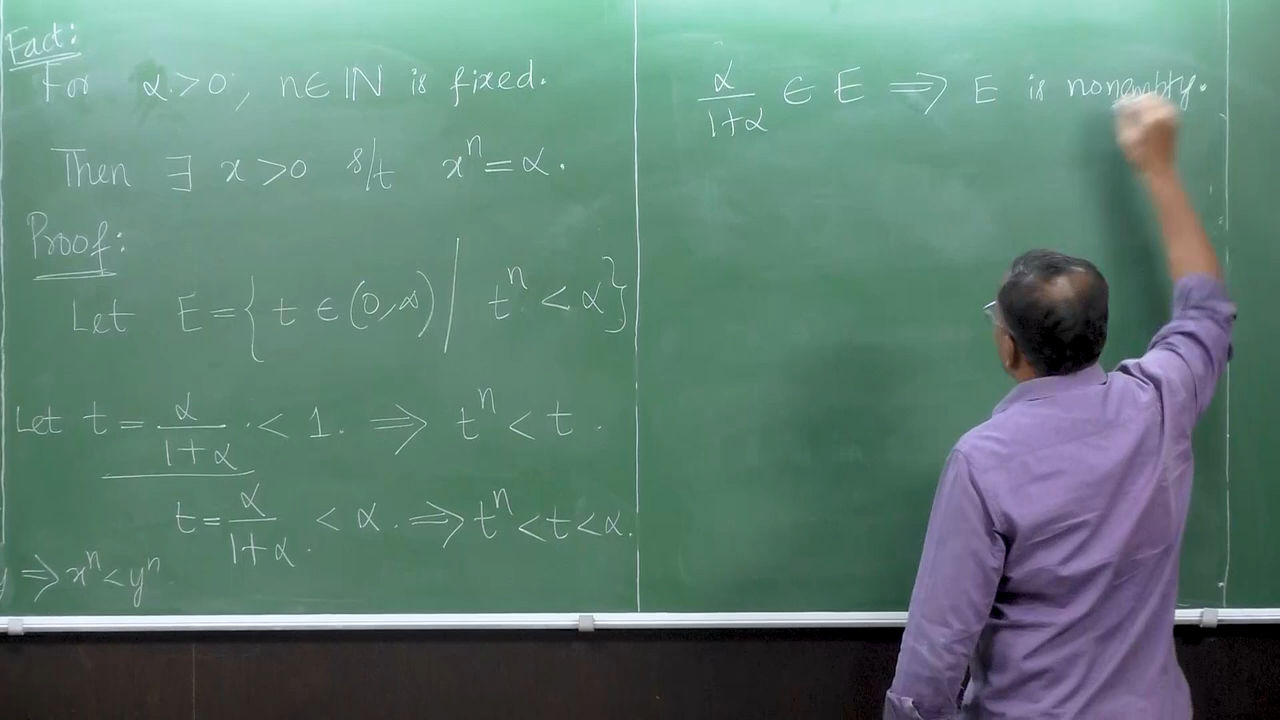 Fact:
For α > 0, n ∈ ℕ is fixed.
Then ∃ x > 0 s/t xⁿ = α.
Proof:
Let E = { t ∈ (0, ∞) | tⁿ < α }
Let t = α/(1+α) < 1. ⇒ tⁿ < t.
t = α/(1+α) < α. ⇒ tⁿ < t < α.
⇒ xⁿ < yⁿ
α/(1+α) ∈ E ⇒ E is nonempty.